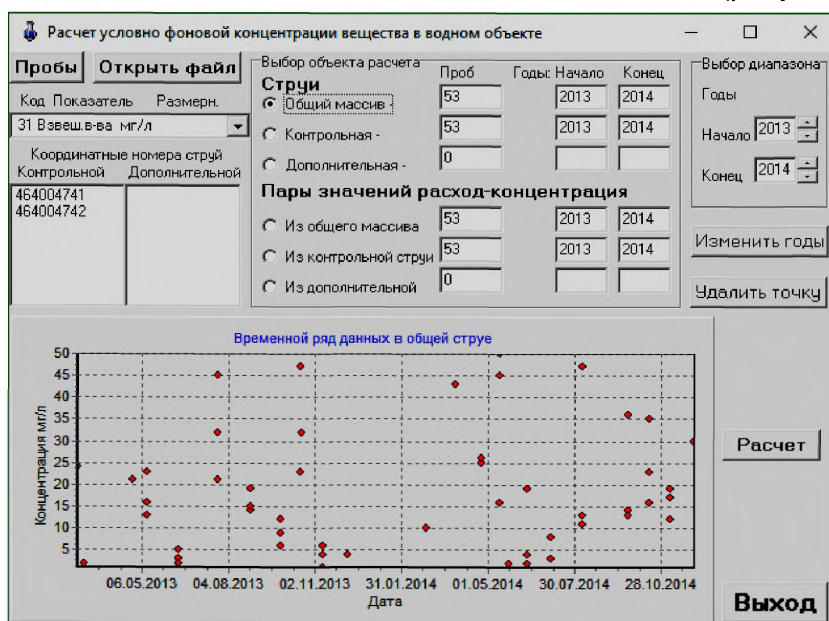 Расчет условно фоновой концентрации вещества в водном объекте
Пробы Открыть файл
Код Показатель Размерн.
31 Взвеш.в-ва мг/л
Координатные номера струй
Контрольной Дополнительной
464004741
464004742
Выбор объекта расчета
Проб Годы: Начало Конец
Струи
Общий массив - 53 2013 2014
Контрольная - 53 2013 2014
Дополнительная - 0
Пары значений расход-концентрация
Из общего массива 53 2013 2014
Из контрольной струи 53 2013 2014
Из дополнительной 0
Выбор диапазона
Годы
Начало 2013
Конец 2014
Изменить годы
Удалить точку
Временной ряд данных в общей струе
Концентрация мг/л
50
45
40
35
30
25
20
15
10
5
06.05.2013 04.08.2013 02.11.2013 31.01.2014 01.05.2014 30.07.2014 28.10.2014
Дата
Расчет
Выход